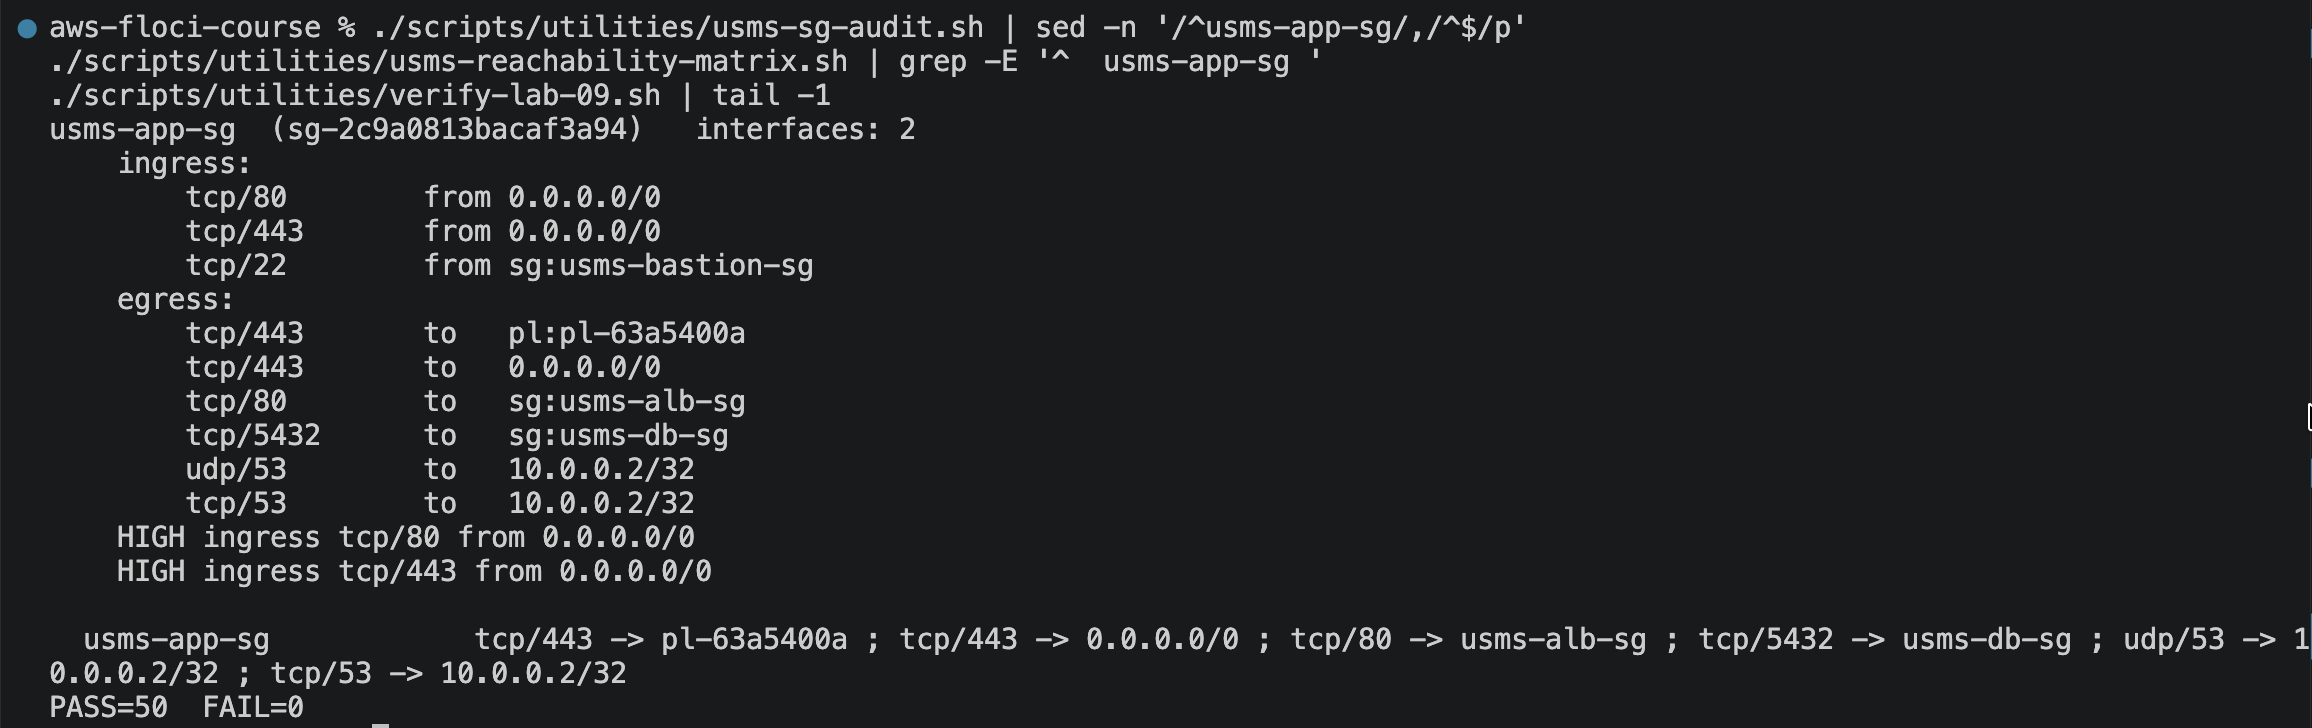 aws-floci-course % ./scripts/utilities/usms-sg-audit.sh | sed -n '/^usms-app-sg/,/^$/p'
./scripts/utilities/usms-reachability-matrix.sh | grep -E '^  usms-app-sg '
./scripts/utilities/verify-lab-09.sh | tail -1
usms-app-sg  (sg-2c9a0813bacaf3a94)   interfaces: 2
    ingress:
        tcp/80        from 0.0.0.0/0
        tcp/443       from 0.0.0.0/0
        tcp/22        from sg:usms-bastion-sg
    egress:
        tcp/443       to   pl:pl-63a5400a
        tcp/443       to   0.0.0.0/0
        tcp/80        to   sg:usms-alb-sg
        tcp/5432      to   sg:usms-db-sg
        udp/53        to   10.0.0.2/32
        tcp/53        to   10.0.0.2/32
    HIGH ingress tcp/80 from 0.0.0.0/0
    HIGH ingress tcp/443 from 0.0.0.0/0
  usms-app-sg            tcp/443 -> pl-63a5400a ; tcp/443 -> 0.0.0.0/0 ; tcp/80 -> usms-alb-sg ; tcp/5432 -> usms-db-sg ; udp/53 -> 1
0.0.0.2/32 ; tcp/53 -> 10.0.0.2/32
PASS=50  FAIL=0